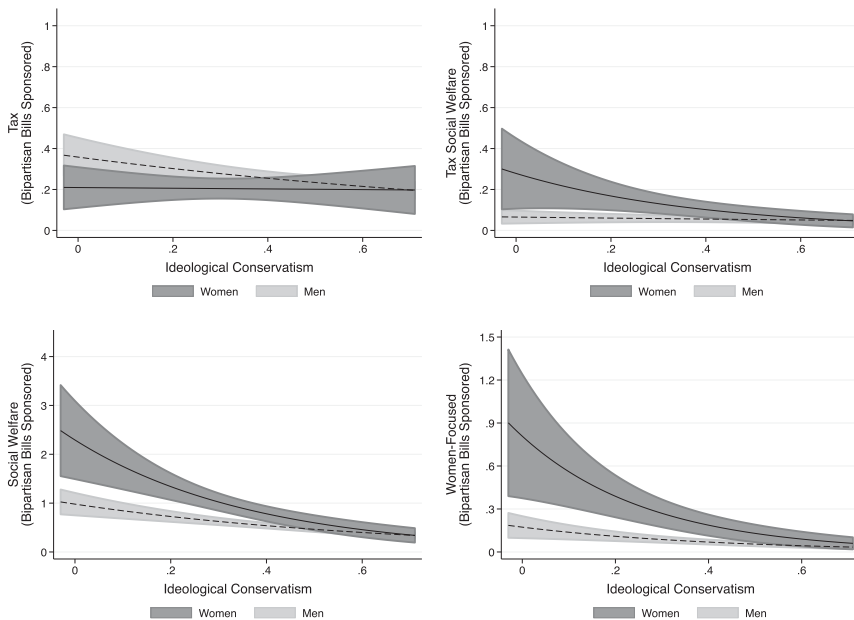 Tax
(Bipartisan Bills Sponsored)
1
.8
.6
.4
.2
0
0
.2
.4
.6
Ideological Conservatism
Women
Men
Tax Social Welfare
(Bipartisan Bills Sponsored)
1
.8
.6
.4
.2
0
0
.2
.4
.6
Ideological Conservatism
Women
Men
Social Welfare
(Bipartisan Bills Sponsored)
4
3
2
1
0
0
.2
.4
.6
Ideological Conservatism
Women
Men
Women-Focused
(Bipartisan Bills Sponsored)
1.5
1.2
.9
.6
.3
0
0
.2
.4
.6
Ideological Conservatism
Women
Men